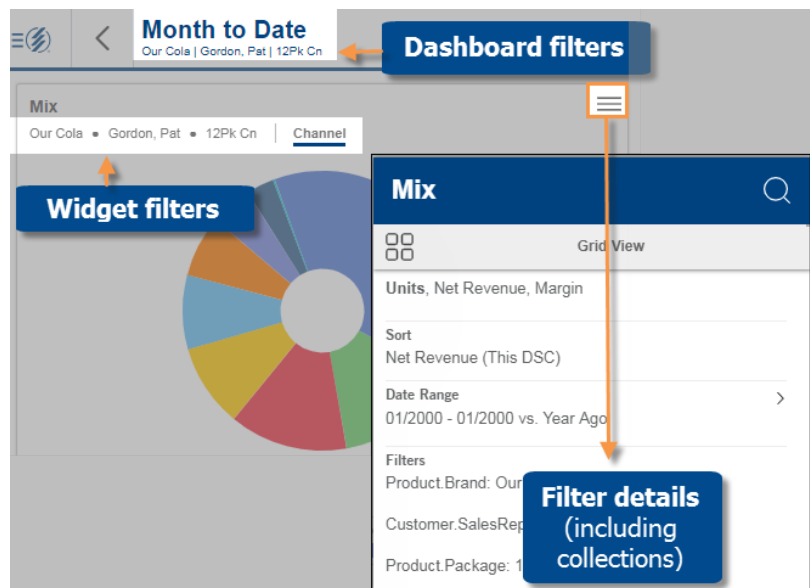 Month to Date
Our Cola | Gordon, Pat | 12Pk Cn
Dashboard filters
Mix
Our Cola • Gordon, Pat • 12Pk Cn | Channel
Widget filters
Mix
Grid View
Units, Net Revenue, Margin
Sort
Net Revenue (This DSC)
Date Range
01/2000 - 01/2000 vs. Year Ago
Filters
Product.Brand: Our
Customer.SalesRep
Product.Package: 1
Filter details
(including
collections)